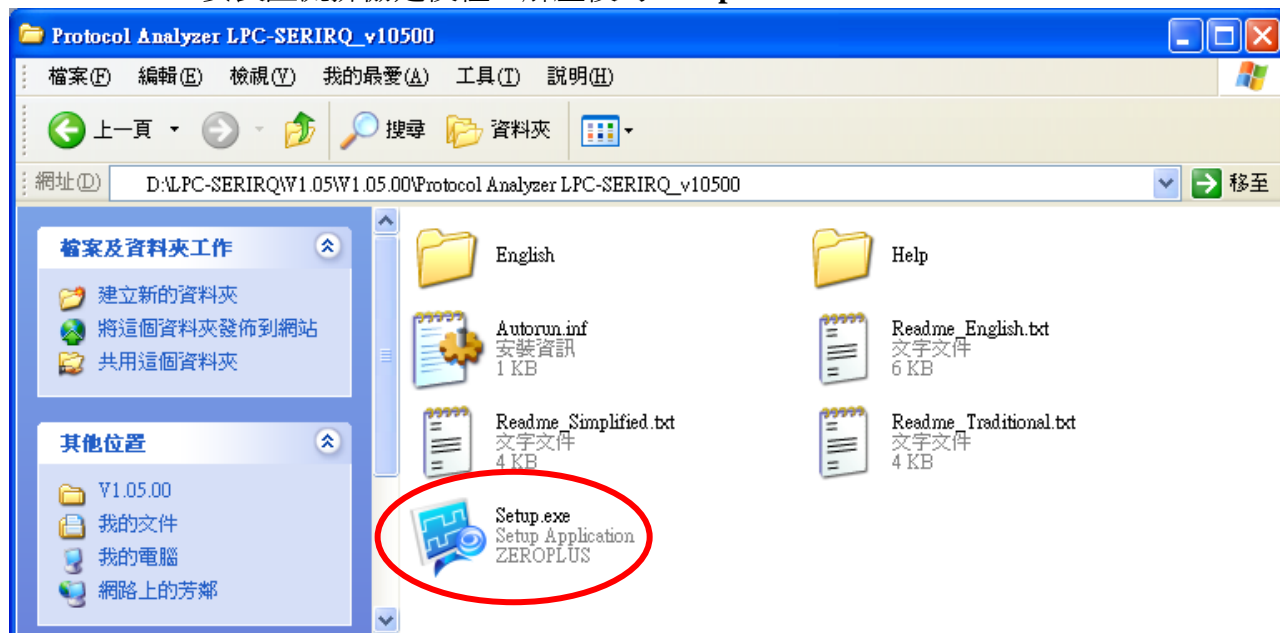 Protocol Analyzer LPC-SERIRQ_v10500
檔案(F) 編輯(E) 檢視(V) 我的最愛(A) 工具(T) 說明(H)
上一頁 搜尋 資料夾
網址(D) D:\LPC-SERIRQ\V1.05\V1.05.00\Protocol Analyzer LPC-SERIRQ_v10500 移至
檔案及資料夾工作
建立新的資料夾
將這個資料夾發佈到網站
共用這個資料夾
其他位置
V1.05.00
我的文件
我的電腦
網路上的芳鄰
English
Help
Autorun.inf
安裝資訊
1 KB
Readme_English.txt
文字文件
6 KB
Readme_Simplified.txt
文字文件
4 KB
Readme_Traditional.txt
文字文件
4 KB
Setup.exe
Setup Application
ZEROPLUS